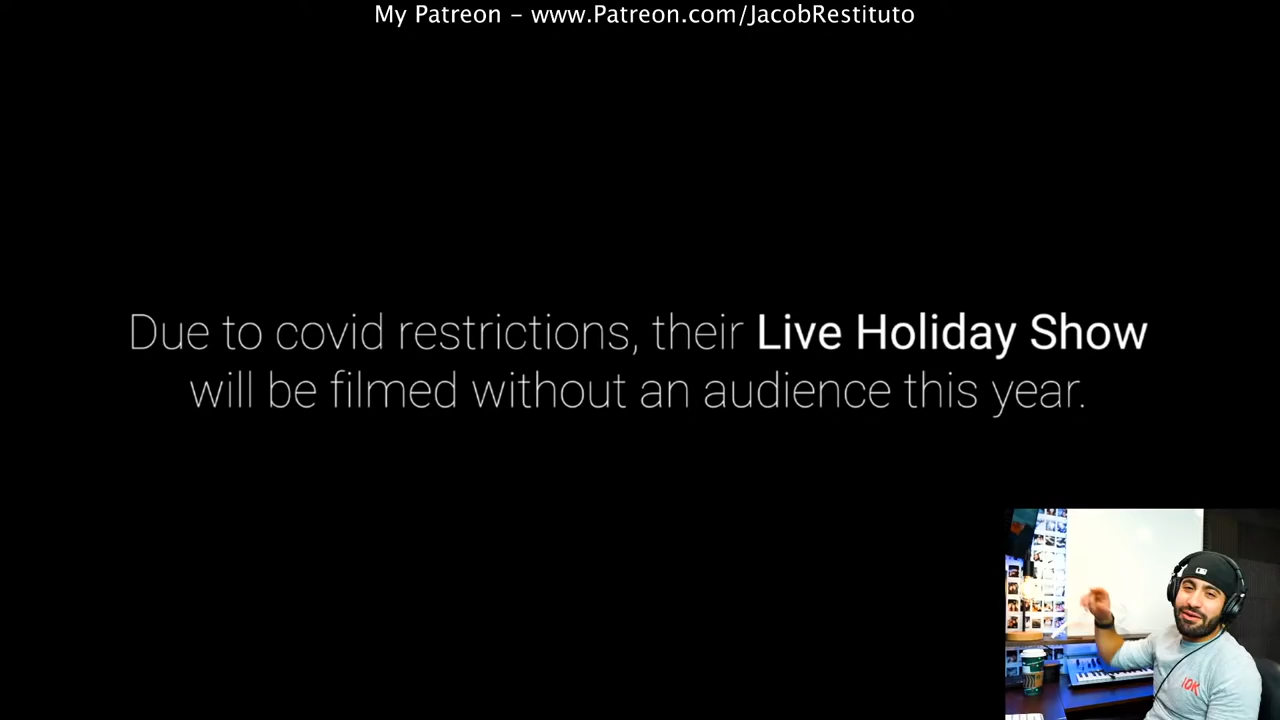 My Patreon - www.Patreon.com/JacobRestituto
Due to covid restrictions, their Live Holiday Show
will be filmed without an audience this year.
10K